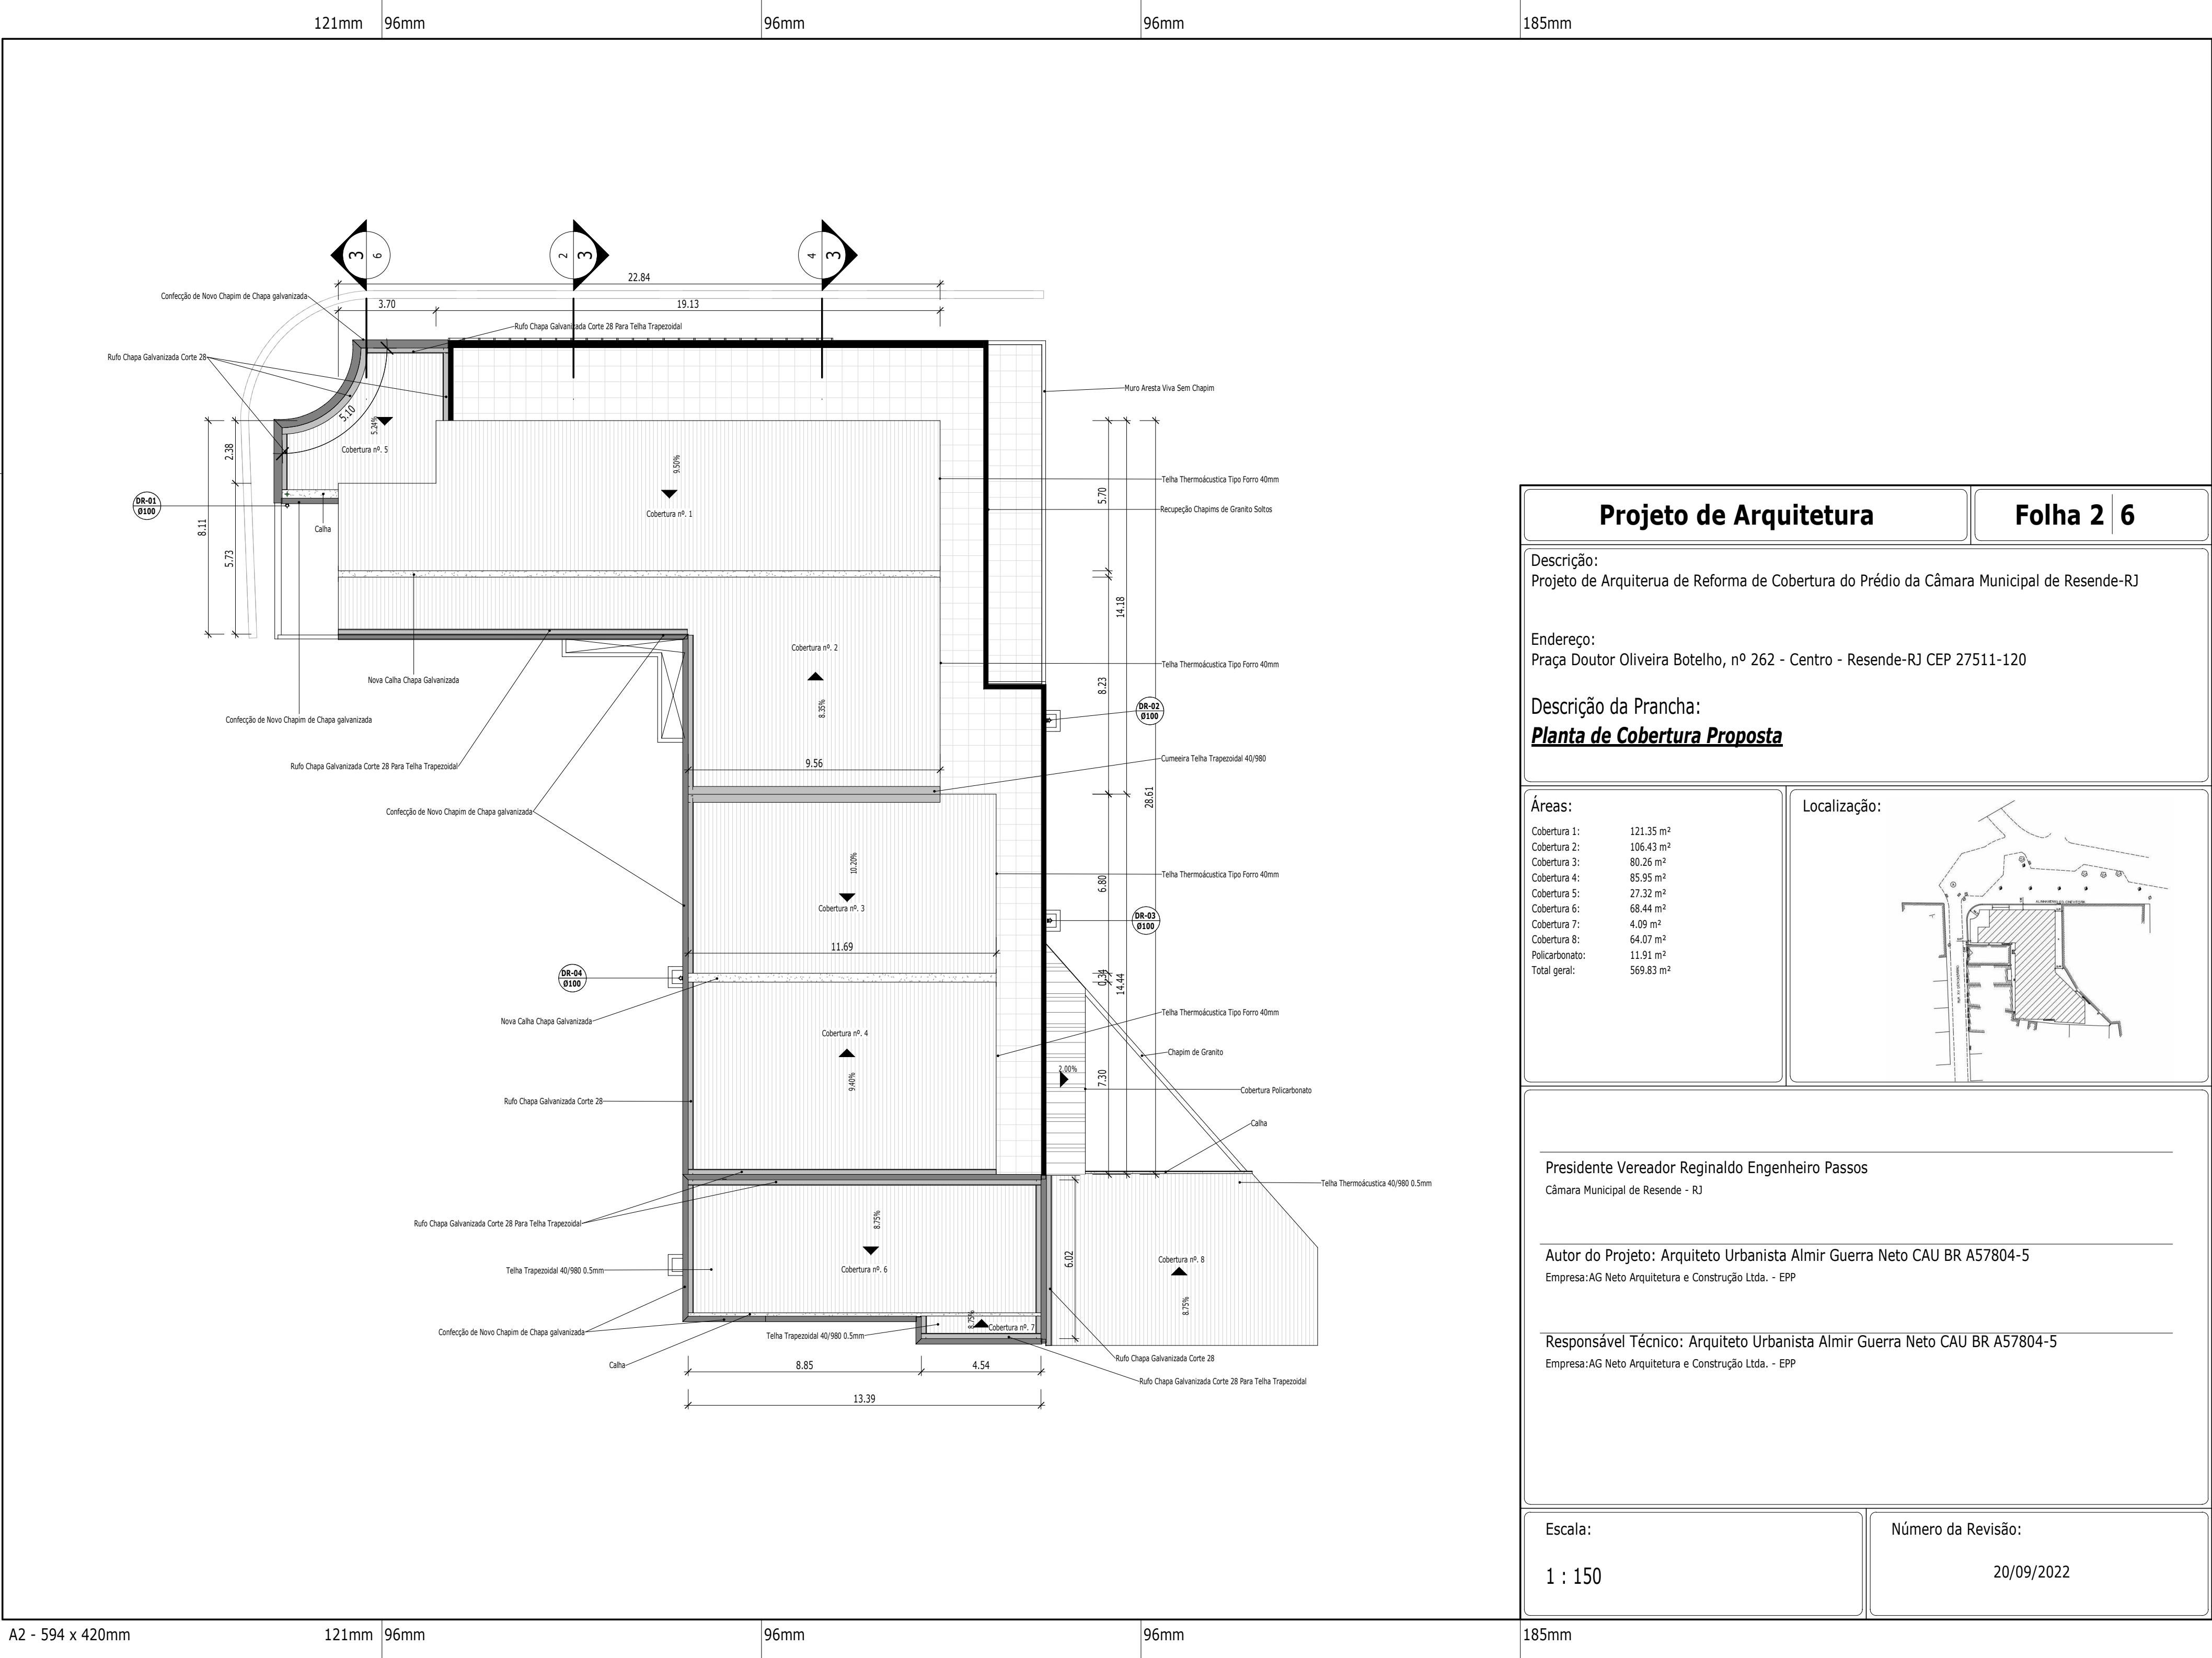 121mm 96mm 96mm 96mm 185mm
3 6
2 3
4 3
22.84
3.70 19.13
Confecção de Novo Chapim de Chapa galvanizada
Rufo Chapa Galvanizada Corte 28 Para Telha Trapezoidal
Rufo Chapa Galvanizada Corte 28
Muro Aresta Viva Sem Chapim
5.10
5.24%
Cobertura nº. 5
2.38
9.50%
Telha Thermoácustica Tipo Forro 40mm
DR-01
Ø100
5.70
Recupeção Chapims de Granito Soltos
Cobertura nº. 1
Calha
8.11
5.73
14.18
Cobertura nº. 2
Telha Thermoácustica Tipo Forro 40mm
Nova Calha Chapa Galvanizada
8.23
8.35%
DR-02
Ø100
Confecção de Novo Chapim de Chapa galvanizada
Cumeeira Telha Trapezoidal 40/980
9.56
Rufo Chapa Galvanizada Corte 28 Para Telha Trapezoidal
28.61
Confecção de Novo Chapim de Chapa galvanizada
10.20%
Telha Thermoácustica Tipo Forro 40mm
6.80
Cobertura nº. 3
DR-03
Ø100
11.69
DR-04
Ø100
0.34
14.44
Nova Calha Chapa Galvanizada
Telha Thermoácustica Tipo Forro 40mm
Cobertura nº. 4
Chapim de Granito
2.00%
7.30
9.40%
Cobertura Policarbonato
Rufo Chapa Galvanizada Corte 28
Calha
Telha Thermoácustica 40/980 0.5mm
Rufo Chapa Galvanizada Corte 28 Para Telha Trapezoidal
8.75%
6.02
Cobertura nº. 8
Telha Trapezoidal 40/980 0.5mm
Cobertura nº. 6
8.75%
8.75%
Cobertura nº. 7
Confecção de Novo Chapim de Chapa galvanizada
Telha Trapezoidal 40/980 0.5mm
Rufo Chapa Galvanizada Corte 28
Calha
8.85 4.54
Rufo Chapa Galvanizada Corte 28 Para Telha Trapezoidal
13.39
Projeto de Arquitetura
Folha 2 6
Descrição:
Projeto de Arquiterua de Reforma de Cobertura do Prédio da Câmara Municipal de Resende-RJ
Endereço:
Praça Doutor Oliveira Botelho, nº 262 - Centro - Resende-RJ CEP 27511-120
Descrição da Prancha:
Planta de Cobertura Proposta
Áreas:
Cobertura 1: 121.35 m²
Cobertura 2: 106.43 m²
Cobertura 3: 80.26 m²
Cobertura 4: 85.95 m²
Cobertura 5: 27.32 m²
Cobertura 6: 68.44 m²
Cobertura 7: 4.09 m²
Cobertura 8: 64.07 m²
Policarbonato: 11.91 m²
Total geral: 569.83 m²
Localização:
Presidente Vereador Reginaldo Engenheiro Passos
Câmara Municipal de Resende - RJ
Autor do Projeto: Arquiteto Urbanista Almir Guerra Neto CAU BR A57804-5
Empresa:AG Neto Arquitetura e Construção Ltda. - EPP
Responsável Técnico: Arquiteto Urbanista Almir Guerra Neto CAU BR A57804-5
Empresa:AG Neto Arquitetura e Construção Ltda. - EPP
Escala:
1 : 150
Número da Revisão:
20/09/2022
A2 - 594 x 420mm 121mm 96mm 96mm 96mm 185mm